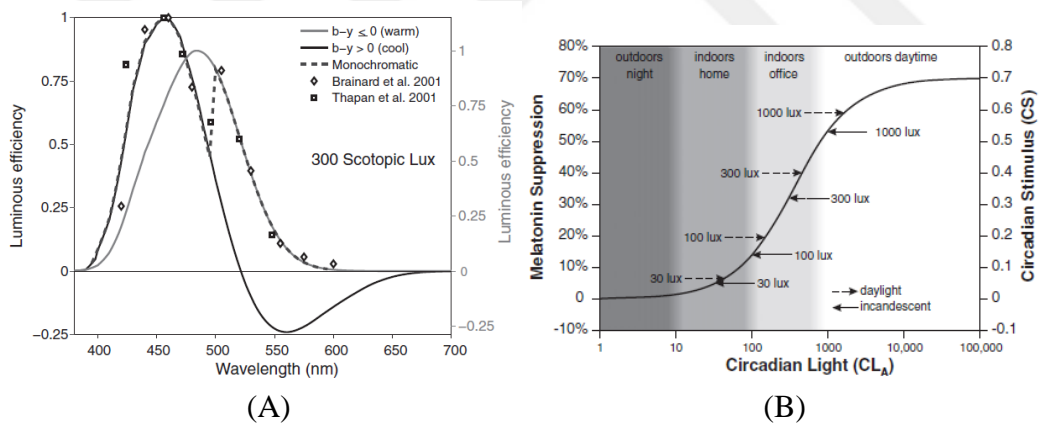 1
0.75
0.5
0.25
0
−0.25
Luminous efficiency
400
450
500
550
600
650
700
Wavelength (nm)
1
0.75
0.5
0.25
0
−0.25
Luminous efficiency
b−y ⩽ 0 (warm)
b−y > 0 (cool)
Monochromatic
Brainard et al. 2001
Thapan et al. 2001
300 Scotopic Lux
(A)
80%
70%
60%
50%
40%
30%
20%
10%
0
-10%
Melatonin Suppression
outdoors night
indoors home
indoors office
outdoors daytime
1000 lux
1000 lux
300 lux
300 lux
100 lux
100 lux
30 lux
30 lux
daylight
incandescent
0.8
0.7
0.6
0.5
0.4
0.3
0.2
0.1
0
-0.1
Circadian Stimulus (CS)
1
10
100
1000
10,000
100,000
Circadian Light (CLA)
(B)